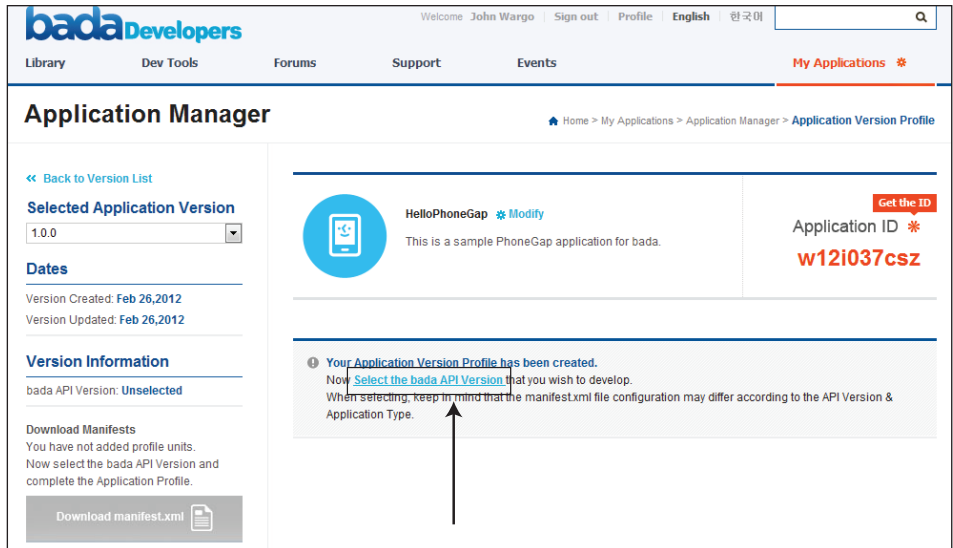 bada Developers
Welcome John Wargo Sign out Profile English 한국어
Library Dev Tools Forums Support Events My Applications
Application Manager
Home > My Applications > Application Manager > Application Version Profile
Back to Version List
Selected Application Version
1.0.0
Dates
Version Created: Feb 26,2012
Version Updated: Feb 26,2012
Version Information
bada API Version: Unselected
Download Manifests
You have not added profile units.
Now select the bada API Version and
complete the Application Profile.
Download manifest.xml
HelloPhoneGap Modify
This is a sample PhoneGap application for bada.
Get the ID
Application ID
w12i037csz
Your Application Version Profile has been created.
Now Select the bada API Version that you wish to develop.
When selecting, keep in mind that the manifest.xml file configuration may differ according to the API Version &
Application Type.